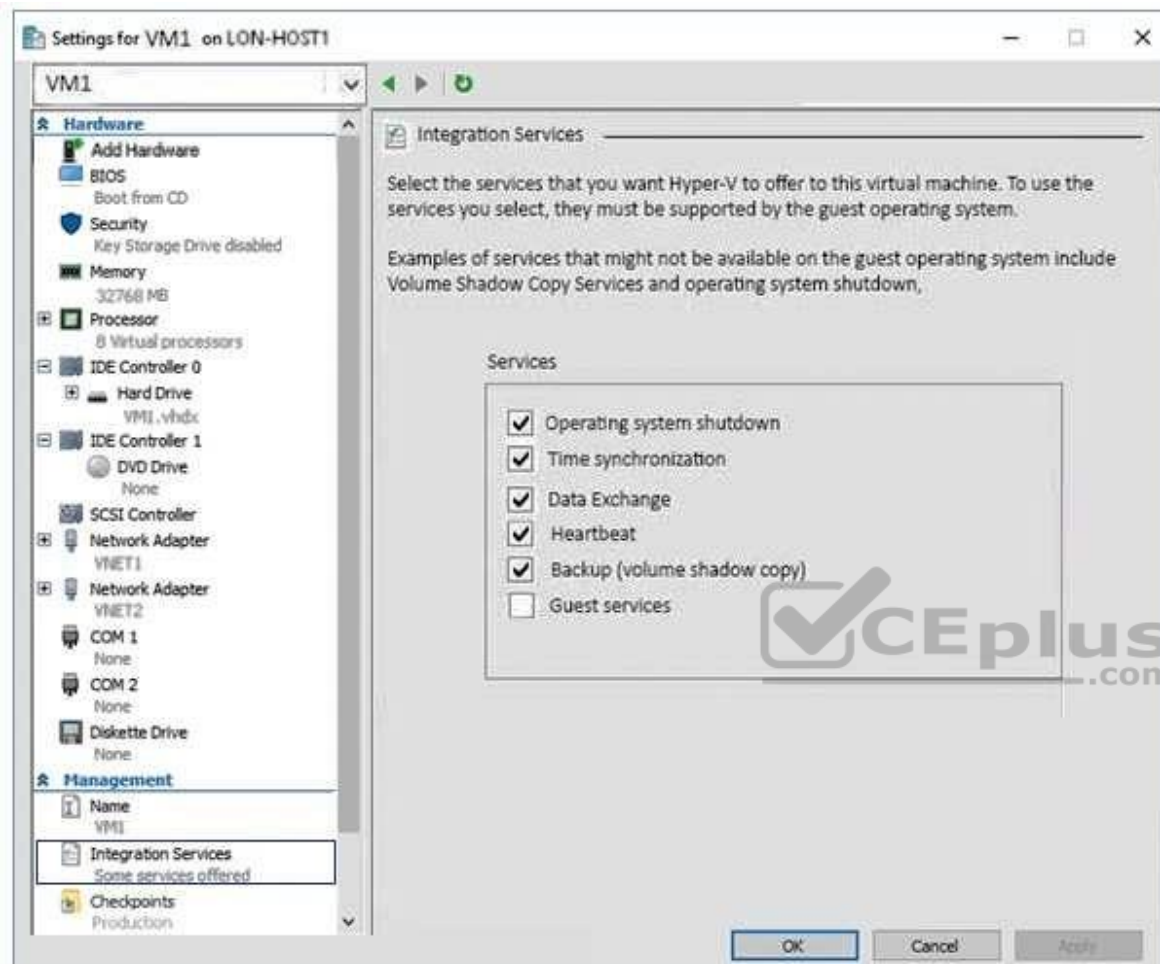 Settings for VM1 on LON-HOST1
VM1
Hardware
Add Hardware
BIOS
Boot from CD
Security
Key Storage Drive disabled
Memory
32768 MB
Processor
8 Virtual processors
IDE Controller 0
Hard Drive
VM1.vhdx
IDE Controller 1
DVD Drive
None
SCSI Controller
Network Adapter
VNET1
Network Adapter
VNET2
COM 1
None
COM 2
None
Diskette Drive
None
Management
Name
VM1
Integration Services
Some services offered
Checkpoints
Production
Integration Services
Select the services that you want Hyper-V to offer to this virtual machine. To use the
services you select, they must be supported by the guest operating system.
Examples of services that might not be available on the guest operating system include
Volume Shadow Copy Services and operating system shutdown,
Services
Operating system shutdown
Time synchronization
Data Exchange
Heartbeat
Backup (volume shadow copy)
Guest services
CEplus
.com
OK
Cancel
Apply